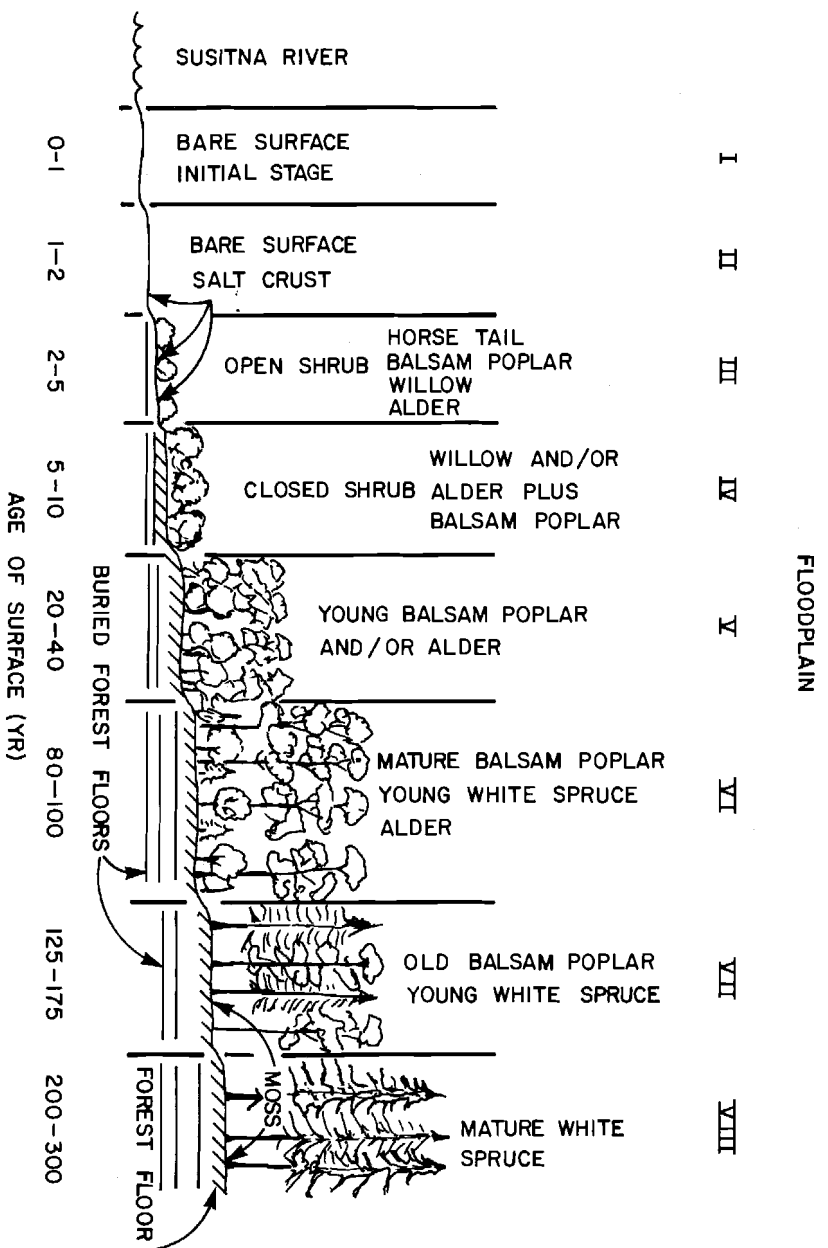 FLOODPLAIN
SUSITNA RIVER
I
BARE SURFACE
INITIAL STAGE
0-1
II
BARE SURFACE
SALT CRUST
1-2
III
OPEN SHRUB
HORSE TAIL
BALSAM POPLAR
WILLOW
ALDER
2-5
IV
CLOSED SHRUB
WILLOW AND/OR
ALDER PLUS
BALSAM POPLAR
5-10
V
YOUNG BALSAM POPLAR
AND/OR ALDER
20-40
VI
MATURE BALSAM POPLAR
YOUNG WHITE SPRUCE
ALDER
80-100
VII
OLD BALSAM POPLAR
YOUNG WHITE SPRUCE
125-175
VIII
MATURE WHITE
SPRUCE
200-300
MOSS
BURIED FOREST FLOORS
FOREST FLOOR
AGE OF SURFACE (YR)